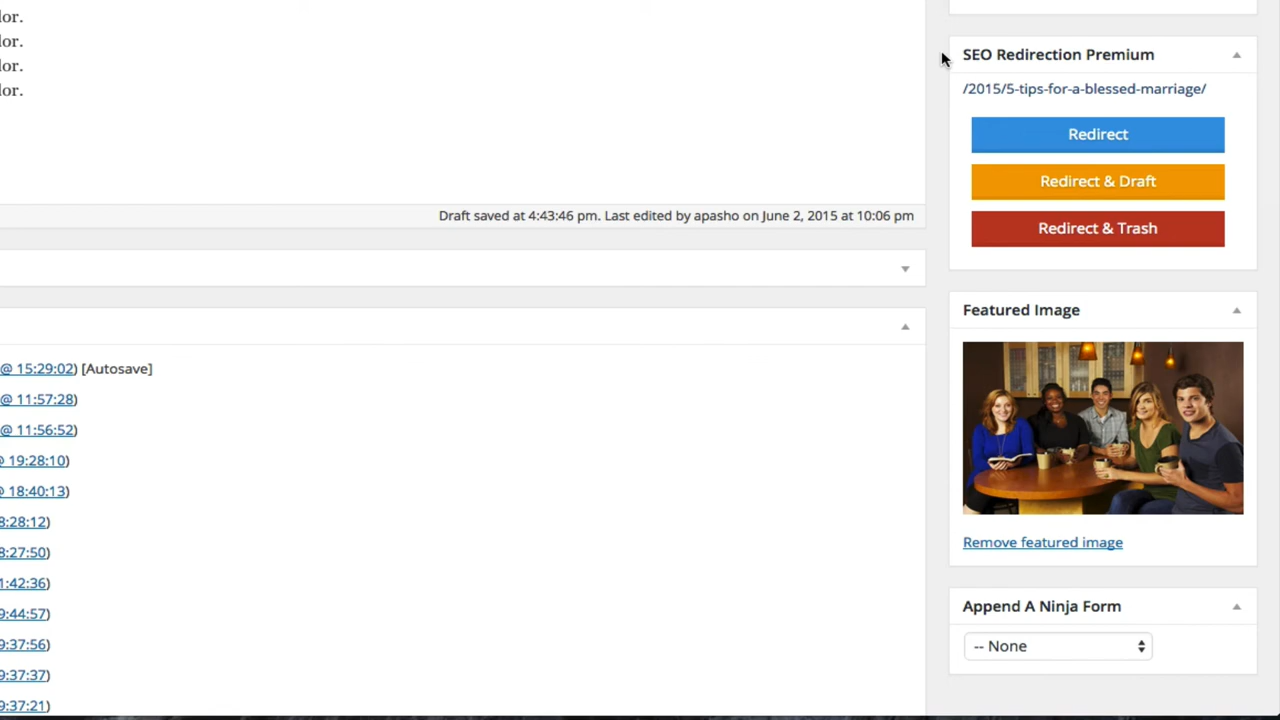 lor.
lor.
lor.
lor.
Draft saved at 4:43:46 pm. Last edited by apasho on June 2, 2015 at 10:06 pm
@ 15:29:02) [Autosave]
@ 11:57:28)
@ 11:56:52)
@ 19:28:10)
@ 18:40:13)
8:28:12)
8:27:50)
1:42:36)
9:44:57)
9:37:56)
9:37:37)
9:37:21)
SEO Redirection Premium
/2015/5-tips-for-a-blessed-marriage/
Redirect
Redirect & Draft
Redirect & Trash
Featured Image
Remove featured image
Append A Ninja Form
-- None